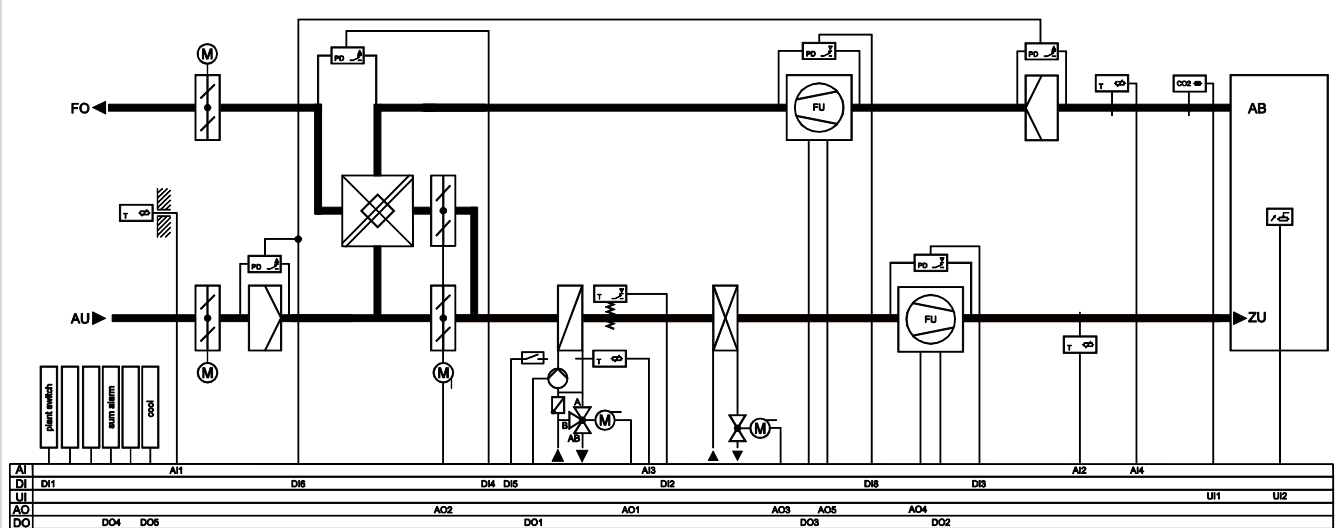 M
PD
PD
PD
T
CO2
FO
FU
AB
T
PD
PD
T
AU
FU
ZU
T
T
M
M
plant switch
sum alarm
cool
A
B
M
AB
M
AI AI1 AI3 AI2 AI4
DI DI1 DI6 DI4 DI5 DI2 DI8 DI3
UI UI1 UI2
AO AO2 AO1 AO3 AO5 AO4
DO DO4 DO5 DO1 DO3 DO2